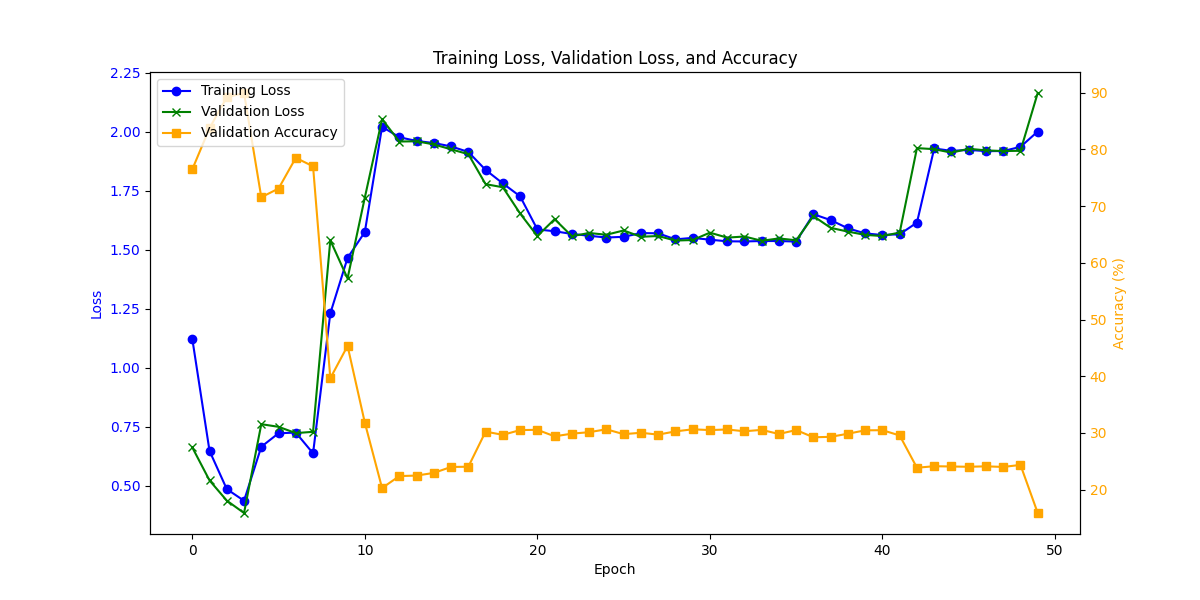 Training Loss, Validation Loss, and Accuracy
Training Loss
Validation Loss
Validation Accuracy
Loss
2.25
2.00
1.75
1.50
1.25
1.00
0.75
0.50
90
80
70
60
50
40
30
20
Accuracy (%)
0 10 20 30 40 50
Epoch